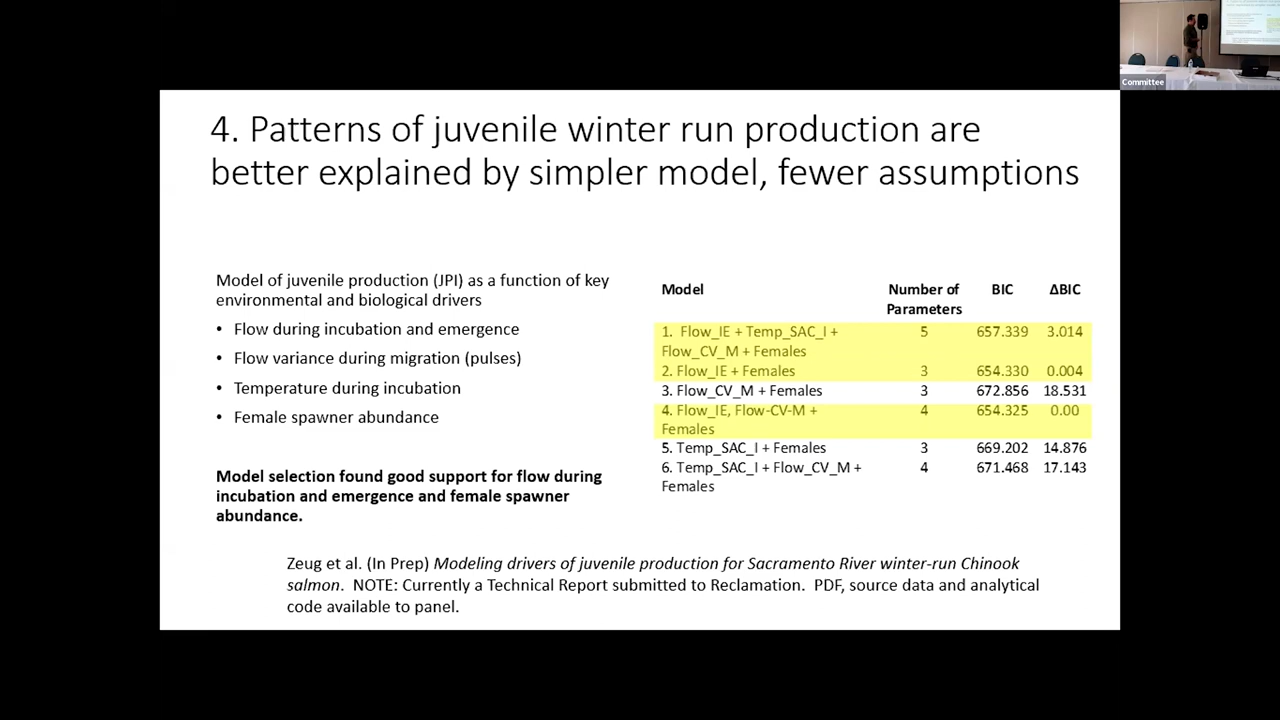 Committee
4. Patterns of juvenile winter run production are
better explained by simpler model, fewer assumptions
Model of juvenile production (JPI) as a function of key
environmental and biological drivers
• Flow during incubation and emergence
• Flow variance during migration (pulses)
• Temperature during incubation
• Female spawner abundance
Model selection found good support for flow during
incubation and emergence and female spawner
abundance.
Model Number of BIC ΔBIC
Parameters
1. Flow_IE + Temp_SAC_I + 5 657.339 3.014
Flow_CV_M + Females
2. Flow_IE + Females 3 654.330 0.004
3. Flow_CV_M + Females 3 672.856 18.531
4. Flow_IE, Flow-CV-M + 4 654.325 0.00
Females
5. Temp_SAC_I + Females 3 669.202 14.876
6. Temp_SAC_I + Flow_CV_M + 4 671.468 17.143
Females
Zeug et al. (In Prep) Modeling drivers of juvenile production for Sacramento River winter-run Chinook
salmon. NOTE: Currently a Technical Report submitted to Reclamation. PDF, source data and analytical
code available to panel.